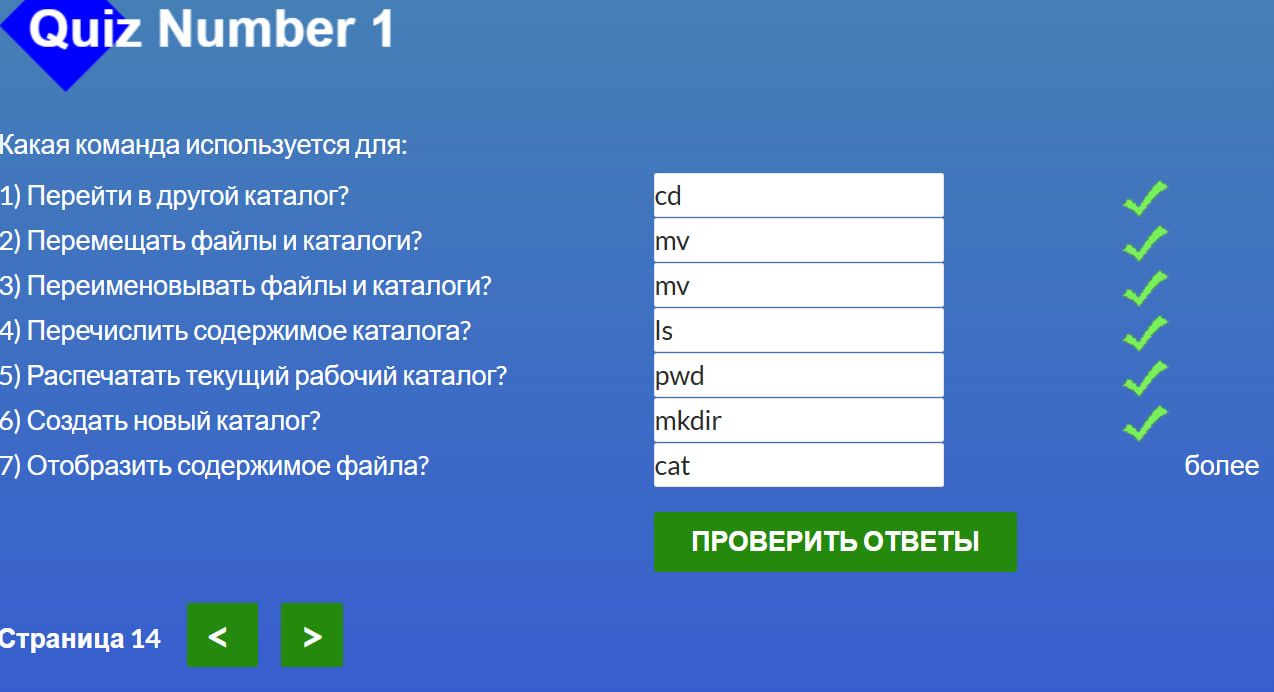 Quiz Number 1
Какая команда используется для:
1) Перейти в другой каталог? cd
2) Перемещать файлы и каталоги? mv
3) Переименовывать файлы и каталоги? mv
4) Перечислить содержимое каталога? ls
5) Распечатать текущий рабочий каталог? pwd
6) Создать новый каталог? mkdir
7) Отобразить содержимое файла? cat более
ПРОВЕРИТЬ ОТВЕТЫ
Страница 14 < >